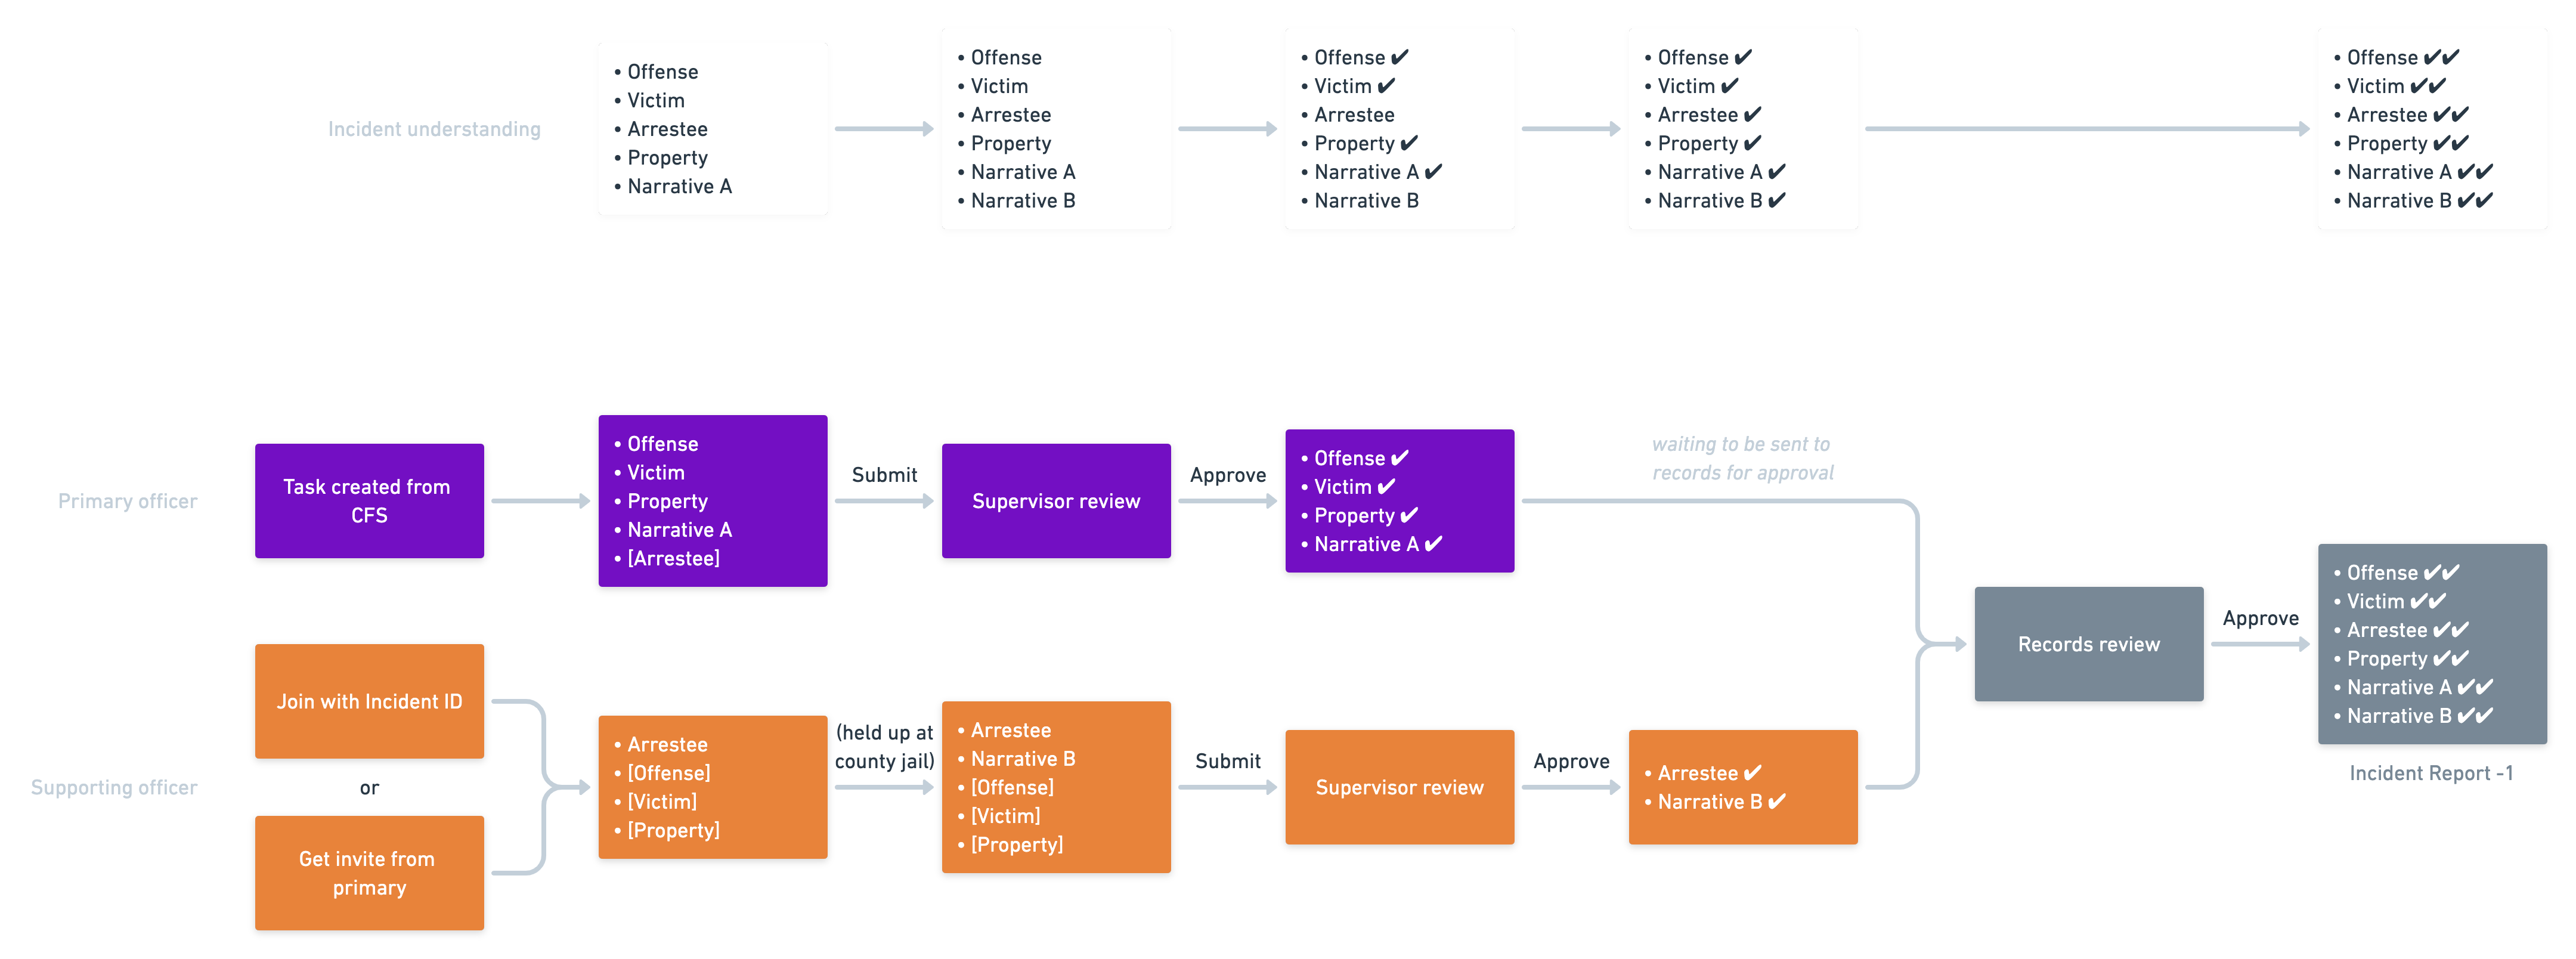 Incident understanding
• Offense
• Victim
• Arrestee
• Property
• Narrative A
• Offense
• Victim
• Arrestee
• Property
• Narrative A
• Narrative B
• Offense ✔
• Victim ✔
• Arrestee
• Property ✔
• Narrative A ✔
• Narrative B
• Offense ✔
• Victim ✔
• Arrestee ✔
• Property ✔
• Narrative A ✔
• Narrative B ✔
• Offense ✔✔
• Victim ✔✔
• Arrestee ✔✔
• Property ✔✔
• Narrative A ✔✔
• Narrative B ✔✔
Primary officer
Task created from
CFS
• Offense
• Victim
• Property
• Narrative A
• [Arrestee]
Submit
Supervisor review
Approve
• Offense ✔
• Victim ✔
• Property ✔
• Narrative A ✔
waiting to be sent to
records for approval
Supporting officer
Join with Incident ID
or
Get invite from
primary
• Arrestee
• [Offense]
• [Victim]
• [Property]
(held up at
county jail)
• Arrestee
• Narrative B
• [Offense]
• [Victim]
• [Property]
Submit
Supervisor review
Approve
• Arrestee ✔
• Narrative B ✔
Records review
Approve
• Offense ✔✔
• Victim ✔✔
• Arrestee ✔✔
• Property ✔✔
• Narrative A ✔✔
• Narrative B ✔✔
Incident Report -1